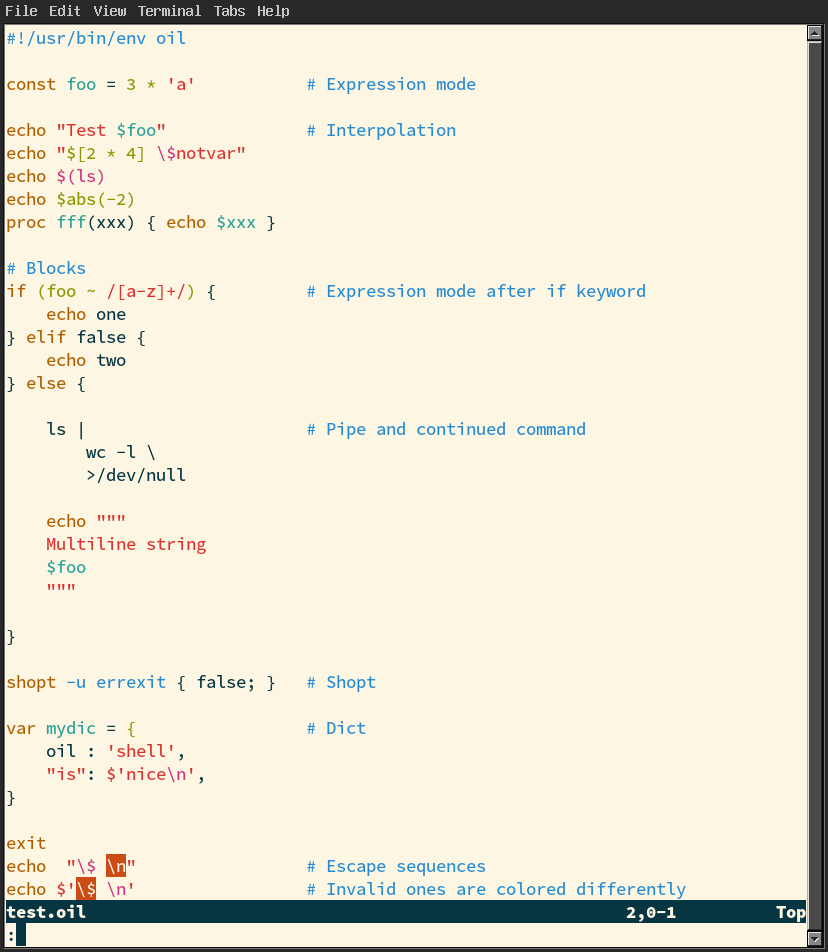 File Edit View Terminal Tabs Help
#!/usr/bin/env oil
const foo = 3 * 'a'           # Expression mode
echo "Test $foo"              # Interpolation
echo "$[2 * 4] \$notvar"
echo $(ls)
echo $abs(-2)
proc fff(xxx) { echo $xxx }
# Blocks
if (foo ~ /[a-z]+/) {         # Expression mode after if keyword
    echo one
} elif false {
    echo two
} else {
    ls |                      # Pipe and continued command
        wc -l \
        >/dev/null
    echo """
    Multiline string
    $foo
    """
}
shopt -u errexit { false; }   # Shopt
var mydic = {                 # Dict
    oil : 'shell',
    "is": $'nice\n',
}
exit
echo  "\$ \n"                 # Escape sequences
echo $'\$ \n'                 # Invalid ones are colored differently
test.oil 2,0-1 Top
: